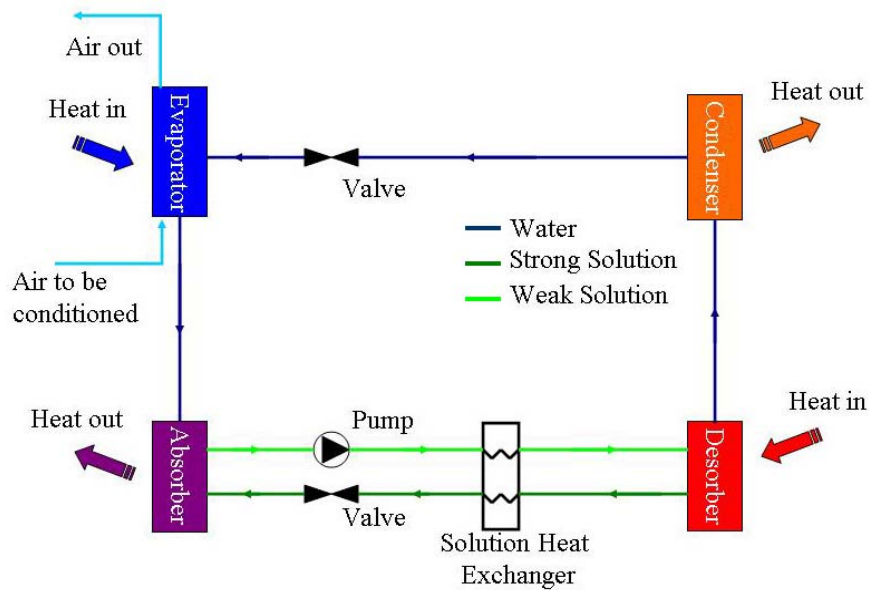 Air out
Heat in
Evaporator
Condenser
Heat out
Valve
Water
Strong Solution
Weak Solution
Air to be
conditioned
Heat out
Absorber
Pump
Desorber
Heat in
Valve
Solution Heat
Exchanger